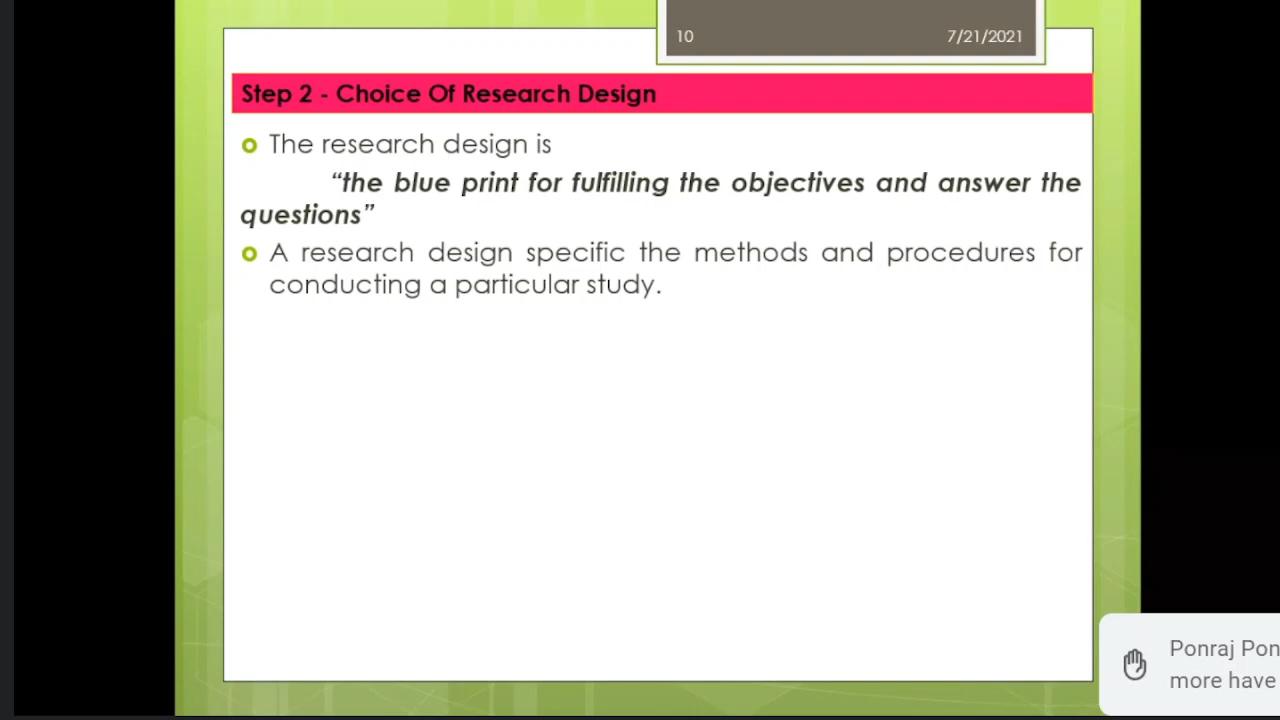 10 7/21/2021
Step 2 - Choice Of Research Design
The research design is
“the blue print for fulfilling the objectives and answer the
questions”
A research design specific the methods and procedures for
conducting a particular study.
Ponraj Pon
more have